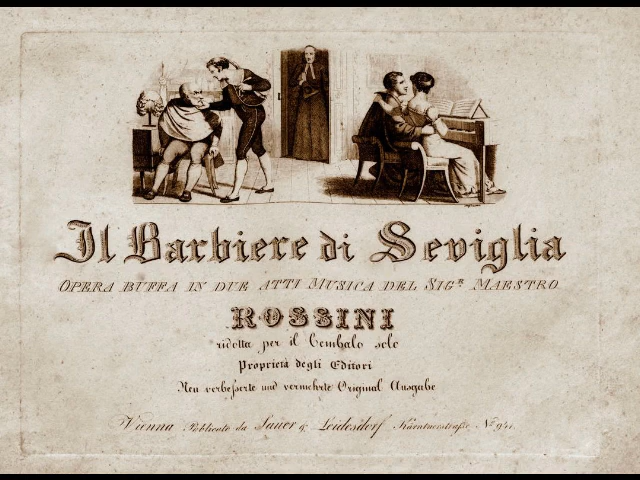 Il Barbiere di Seviglia
OPERA BUFFA IN DUE ATTI MUSICA DEL SIG.R MAESTRO
ROSSINI
ridotta per il Cembalo solo
Proprietà degli Editori
Neu verbesserte und vermehrte Original Ausgabe
Vienna Publicato da Sauer & Leidesdorf Kärntnerstraße No. 941.